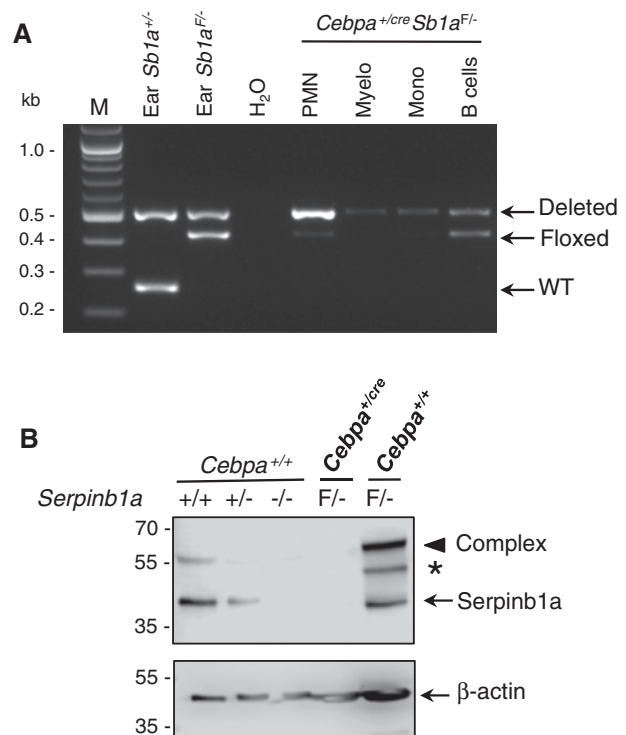 A
Cebpa+/cre Sb1aF/-
kb
M
Ear Sb1a+/-
Ear Sb1aF/-
H2O
PMN
Myelo
Mono
B cells
1.0 -
0.5 -
0.4 -
0.3 -
0.2 -
Deleted
Floxed
WT
B
Cebpa+/+
Cebpa+/cre
Cebpa+/+
Serpinb1a
+/+ +/- -/- F/- F/-
70 -
55 -
35 -
Complex
*
Serpinb1a
55 -
35 -
β-actin